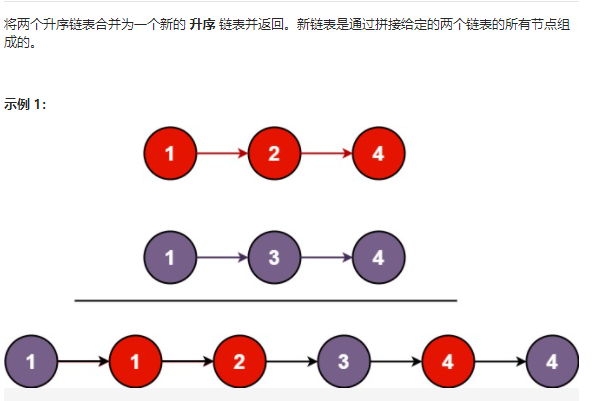 将两个升序链表合并为一个新的 升序 链表并返回。新链表是通过拼接给定的两个链表的所有节点组
成的。
示例 1：
1 2 4
1 3 4
1 1 2 3 4 4